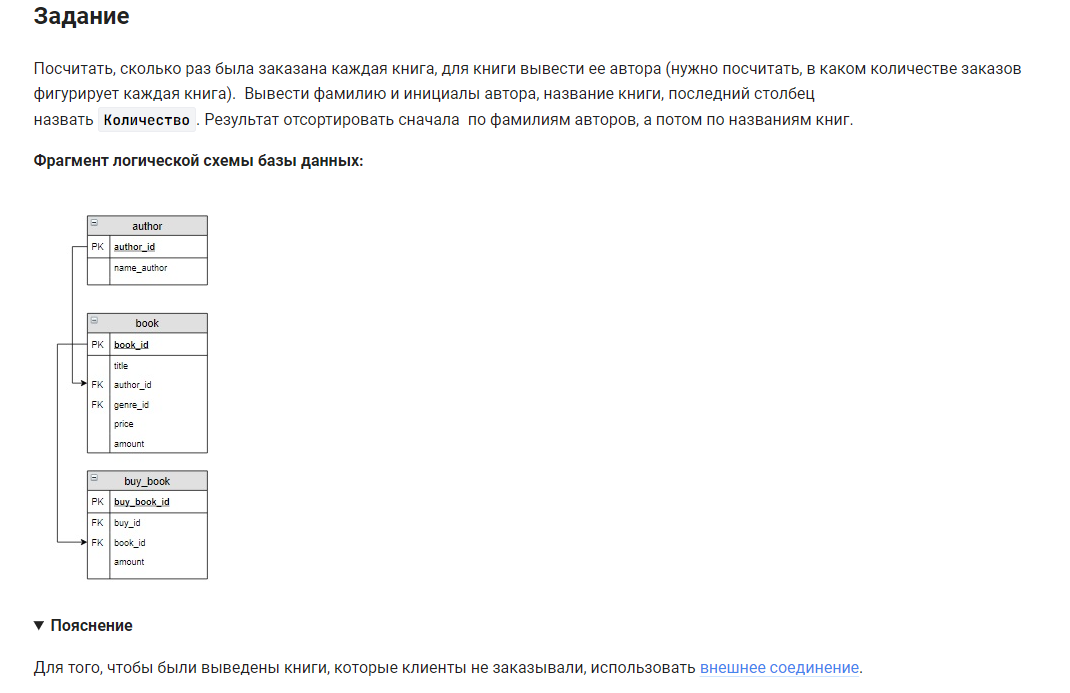 Задание
Посчитать, сколько раз была заказана каждая книга, для книги вывести ее автора (нужно посчитать, в каком количестве заказов
фигурирует каждая книга). Вывести фамилию и инициалы автора, название книги, последний столбец
назвать Количество . Результат отсортировать сначала по фамилиям авторов, а потом по названиям книг.
Фрагмент логической схемы базы данных:
author
PK author_id
name_author
book
PK book_id
title
FK author_id
FK genre_id
price
amount
buy_book
PK buy_book_id
FK buy_id
FK book_id
amount
▼ Пояснение
Для того, чтобы были выведены книги, которые клиенты не заказывали, использовать внешнее соединение.